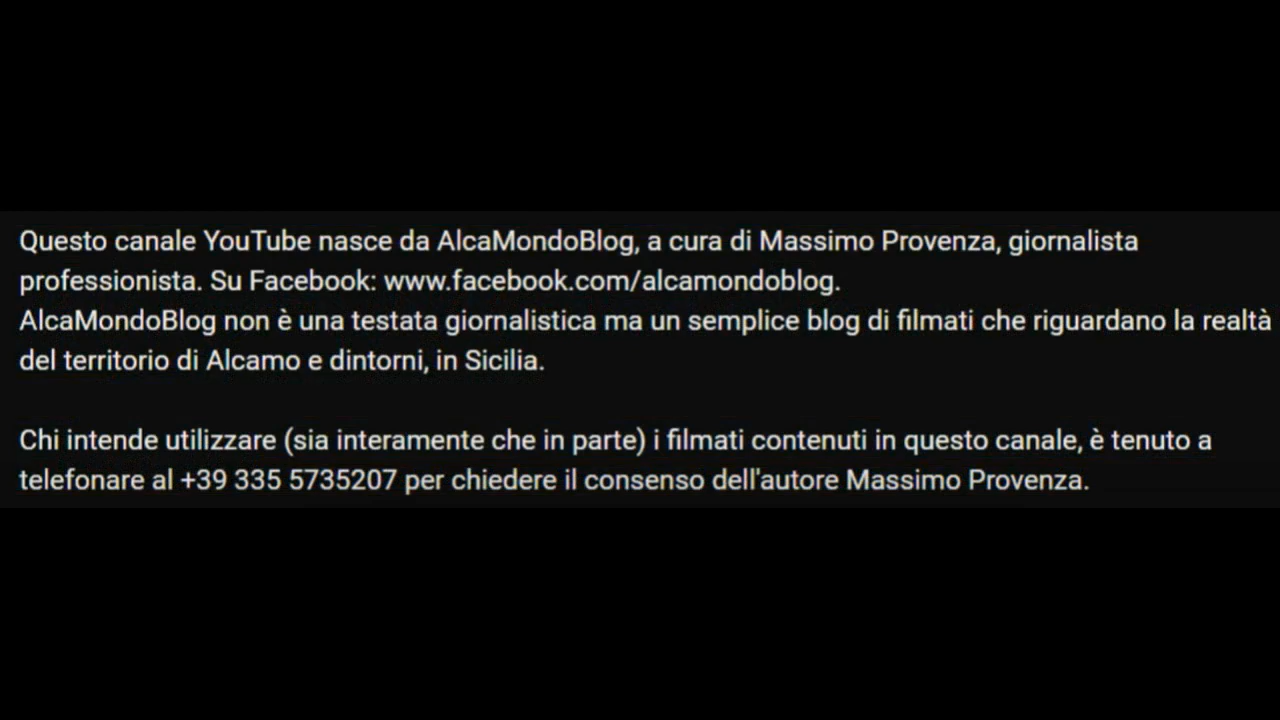 Questo canale YouTube nasce da AlcaMondoBlog, a cura di Massimo Provenza, giornalista
professionista. Su Facebook: www.facebook.com/alcamondoblog.
AlcaMondoBlog non è una testata giornalistica ma un semplice blog di filmati che riguardano la realtà
del territorio di Alcamo e dintorni, in Sicilia.
Chi intende utilizzare (sia interamente che in parte) i filmati contenuti in questo canale, è tenuto a
telefonare al +39 335 5735207 per chiedere il consenso dell'autore Massimo Provenza.